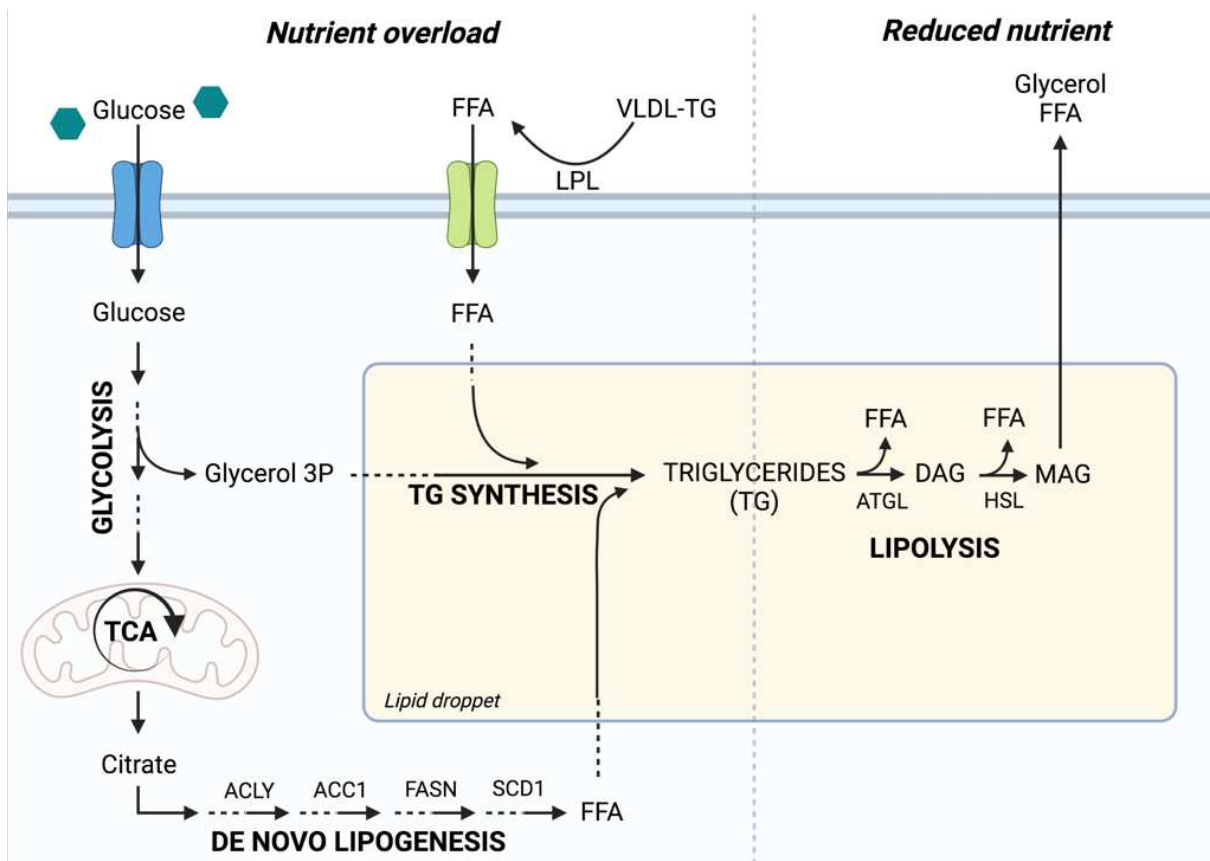 Nutrient overload
Reduced nutrient
Glucose
FFA
VLDL-TG
LPL
Glycerol
FFA
Glucose
FFA
GLYCOLYSIS
Glycerol 3P
TG SYNTHESIS
TRIGLYCERIDES
(TG)
FFA
ATGL
DAG
FFA
HSL
MAG
LIPOLYSIS
TCA
Lipid droppet
Citrate
ACLY
ACC1
FASN
SCD1
FFA
DE NOVO LIPOGENESIS